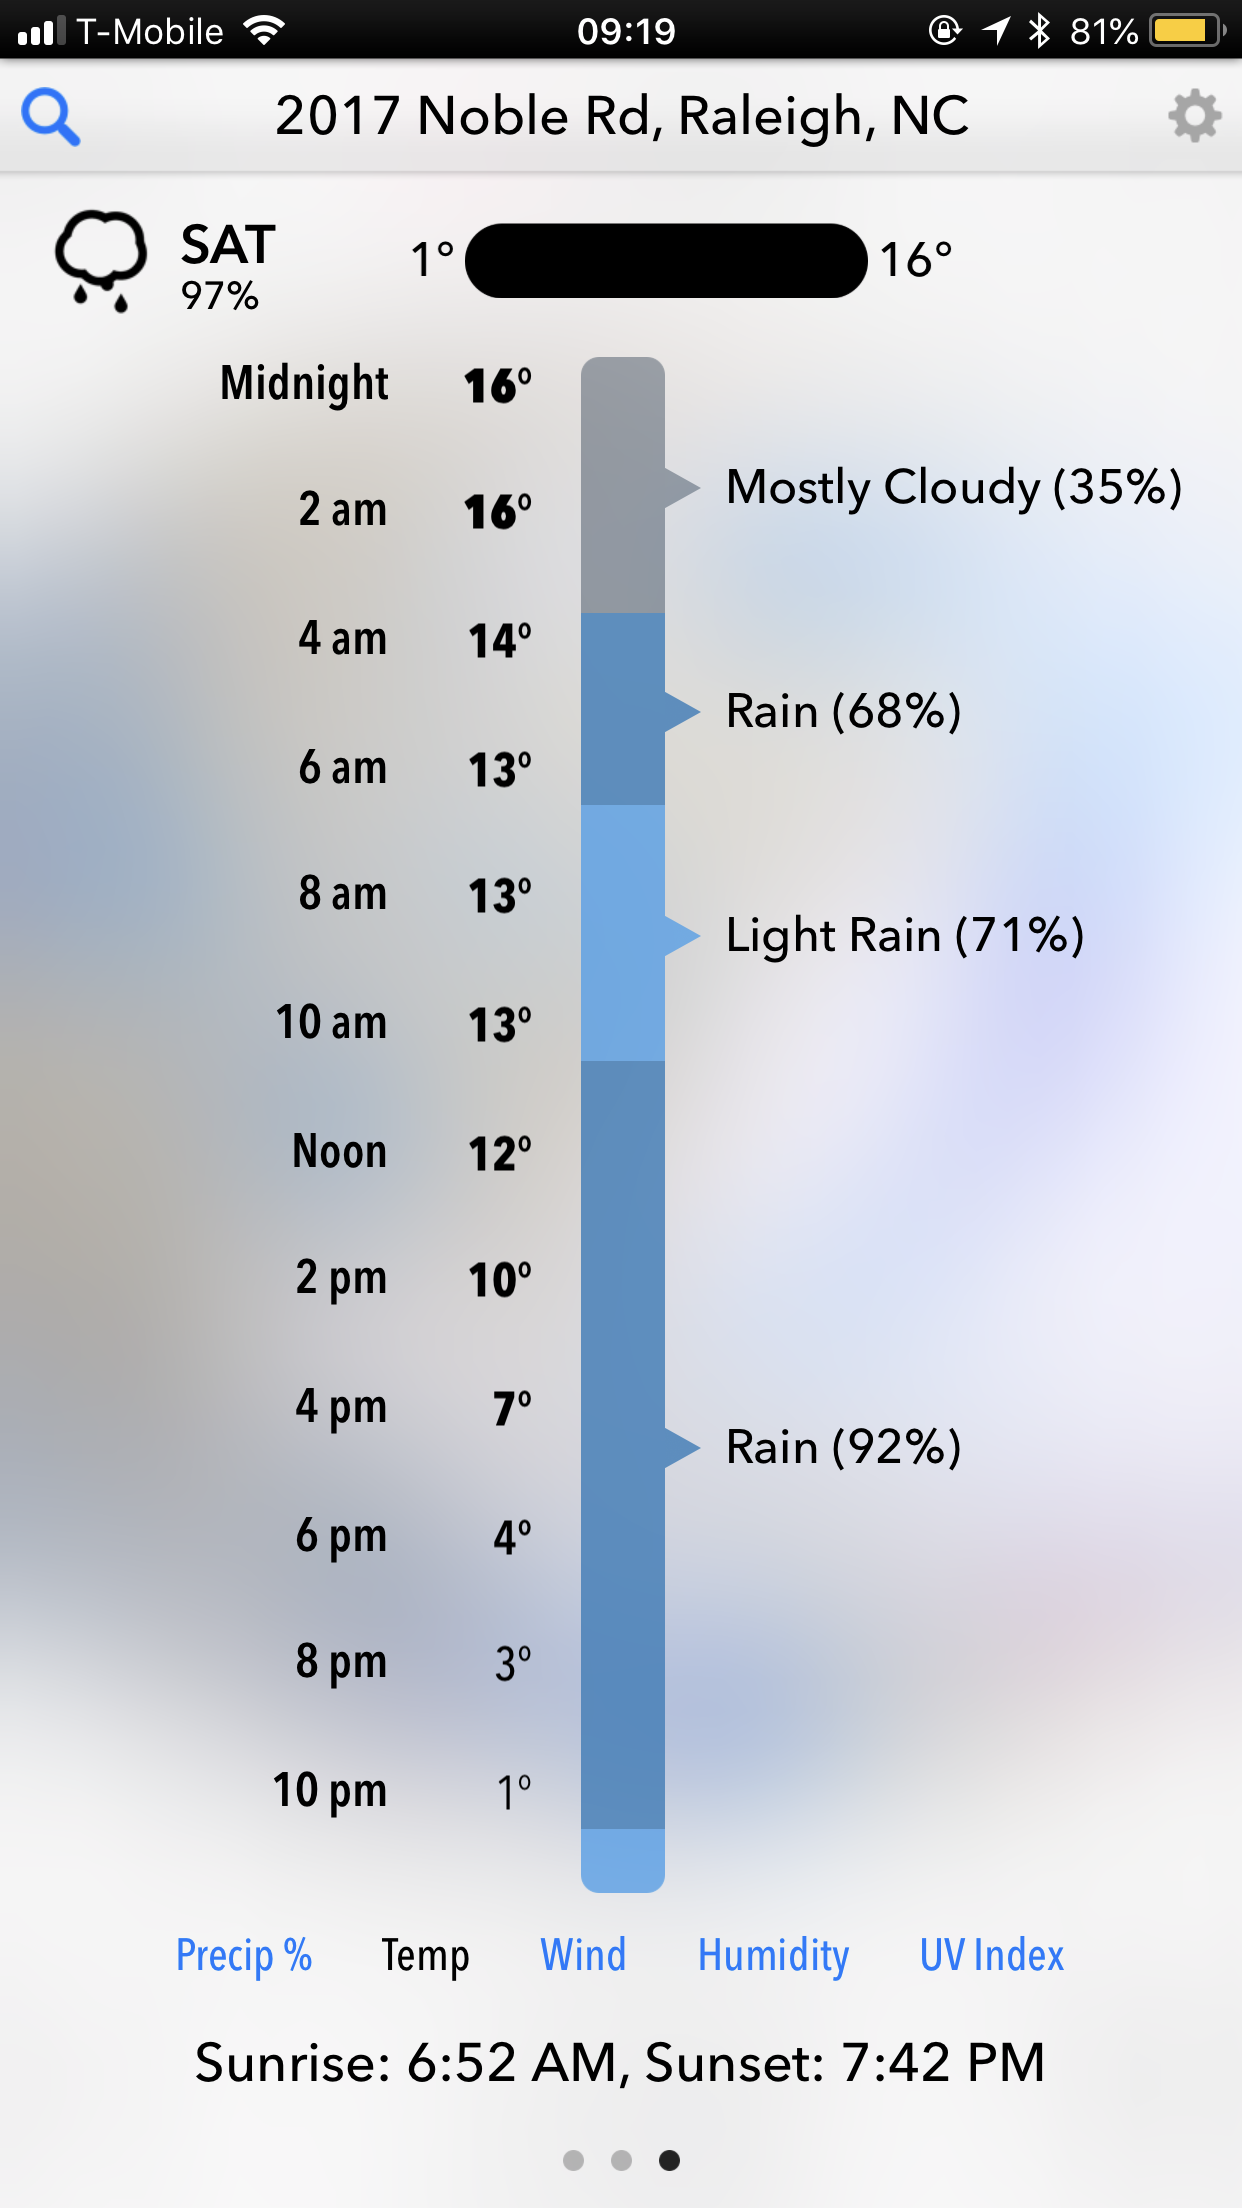 T-Mobile 09:19 81%
2017 Noble Rd, Raleigh, NC
SAT 1° 16°
97%
Midnight 16°
Mostly Cloudy (35%)
2 am 16°
4 am 14°
Rain (68%)
6 am 13°
8 am 13°
Light Rain (71%)
10 am 13°
Noon 12°
2 pm 10°
4 pm 7°
Rain (92%)
6 pm 4°
8 pm 3°
10 pm 1°
Precip % Temp Wind Humidity UV Index
Sunrise: 6:52 AM, Sunset: 7:42 PM